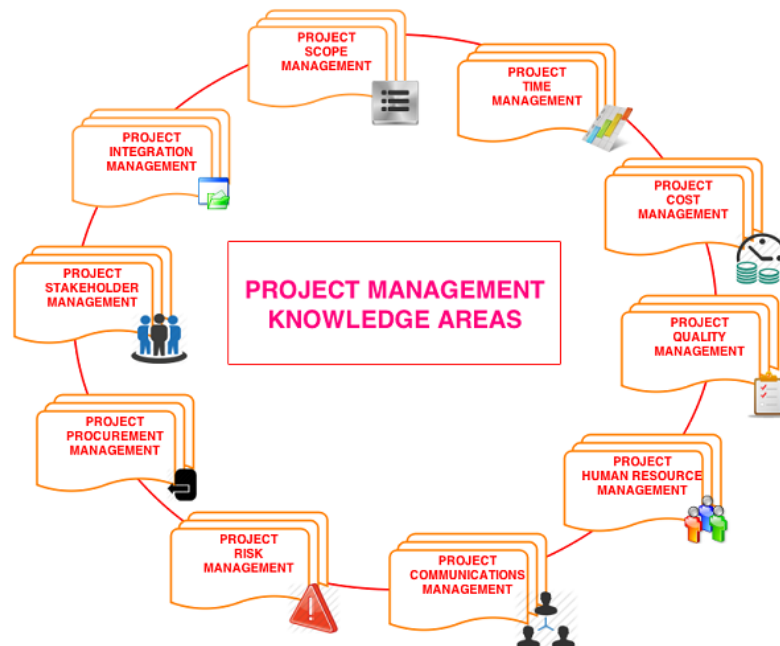 PROJECT
SCOPE
MANAGEMENT
PROJECT
TIME
MANAGEMENT
PROJECT
INTEGRATION
MANAGEMENT
PROJECT
COST
MANAGEMENT
PROJECT
STAKEHOLDER
MANAGEMENT
PROJECT MANAGEMENT
KNOWLEDGE AREAS
PROJECT
QUALITY
MANAGEMENT
PROJECT
PROCUREMENT
MANAGEMENT
PROJECT
HUMAN RESOURCE
MANAGEMENT
PROJECT
RISK
MANAGEMENT
PROJECT
COMMUNICATIONS
MANAGEMENT